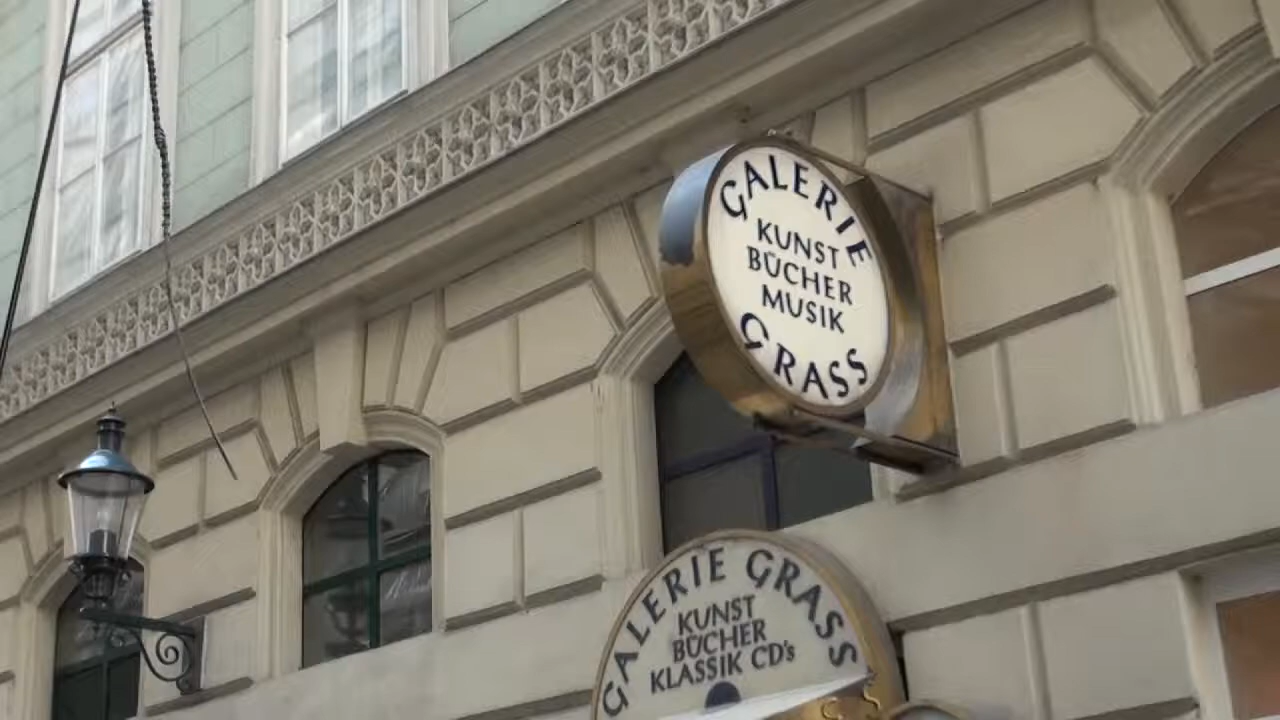 GALERIE
KUNST
BÜCHER
MUSIK
GRASS
GALERIE GRASS
KUNST
BÜCHER
KLASSIK CD's